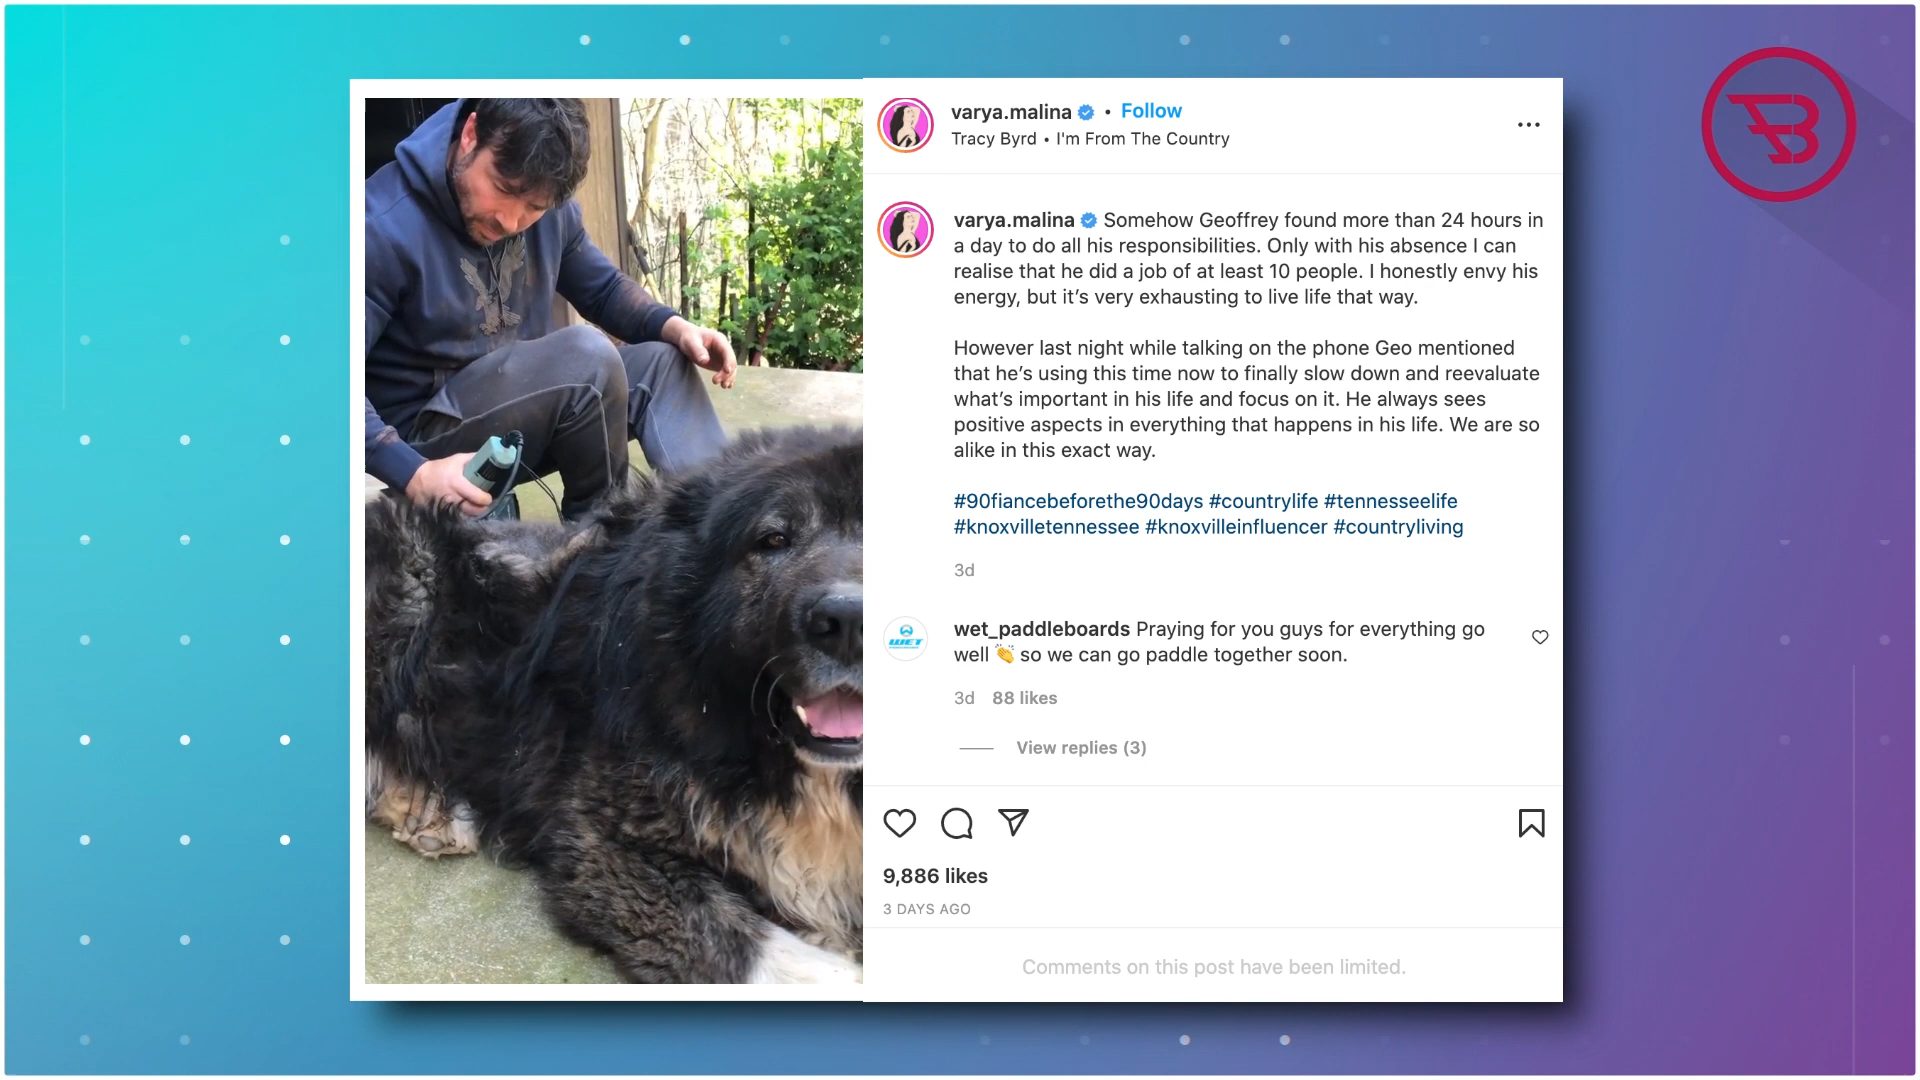 varya.malina • Follow
Tracy Byrd • I'm From The Country
varya.malina Somehow Geoffrey found more than 24 hours in
a day to do all his responsibilities. Only with his absence I can
realise that he did a job of at least 10 people. I honestly envy his
energy, but it’s very exhausting to live life that way.
However last night while talking on the phone Geo mentioned
that he’s using this time now to finally slow down and reevaluate
what’s important in his life and focus on it. He always sees
positive aspects in everything that happens in his life. We are so
alike in this exact way.
#90fiancebeforethe90days #countrylife #tennesseelife
#knoxvilletennessee #knoxvilleinfluencer #countryliving
3d
WET
wet_paddleboards Praying for you guys for everything go
well 👏 so we can go paddle together soon.
3d 88 likes
View replies (3)
9,886 likes
3 DAYS AGO
Comments on this post have been limited.